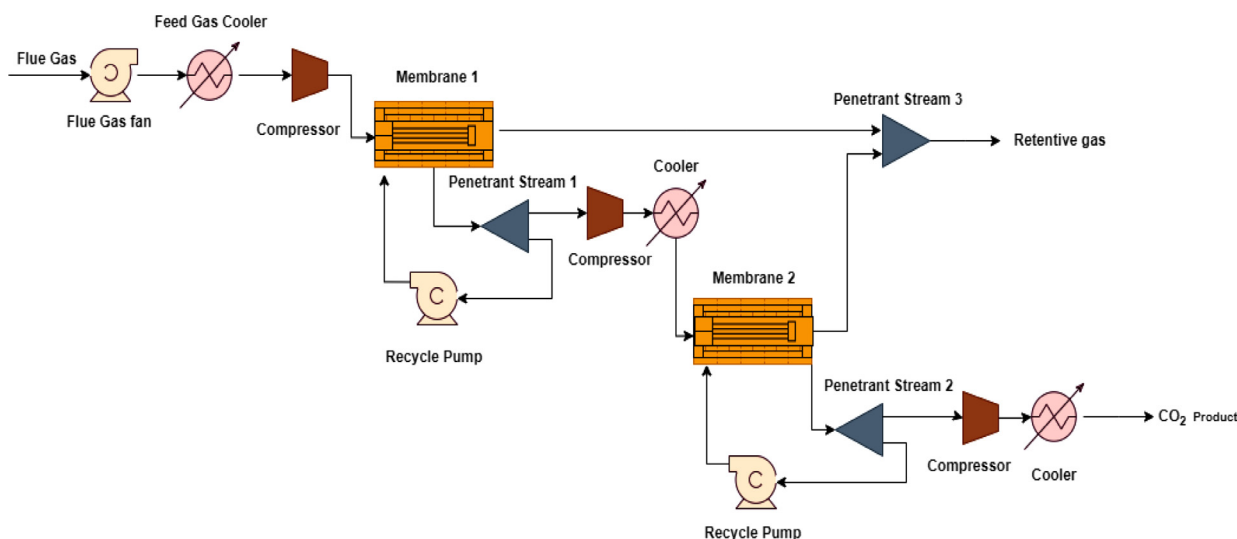 Feed Gas Cooler
Flue Gas
Flue Gas fan
Compressor
Membrane 1
Penetrant Stream 3
Retentive gas
Penetrant Stream 1
Cooler
Compressor
C
Recycle Pump
Membrane 2
Penetrant Stream 2
CO₂ Product
Compressor
Cooler
C
Recycle Pump